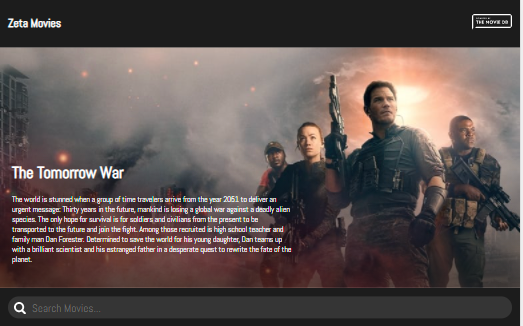 Zeta Movies
THE MOVIE DB
The Tomorrow War
The world is stunned when a group of time travelers arrive from the year 2051 to deliver an
urgent message: Thirty years in the future, mankind is losing a global war against a deadly alien
species. The only hope for survival is for soldiers and civilians from the present to be
transported to the future and join the fight. Among those recruited is high school teacher and
family man Dan Forester. Determined to save the world for his young daughter, Dan teams up
with a brilliant scientist and his estranged father in a desperate quest to rewrite the fate of the
planet.
Search Movies...